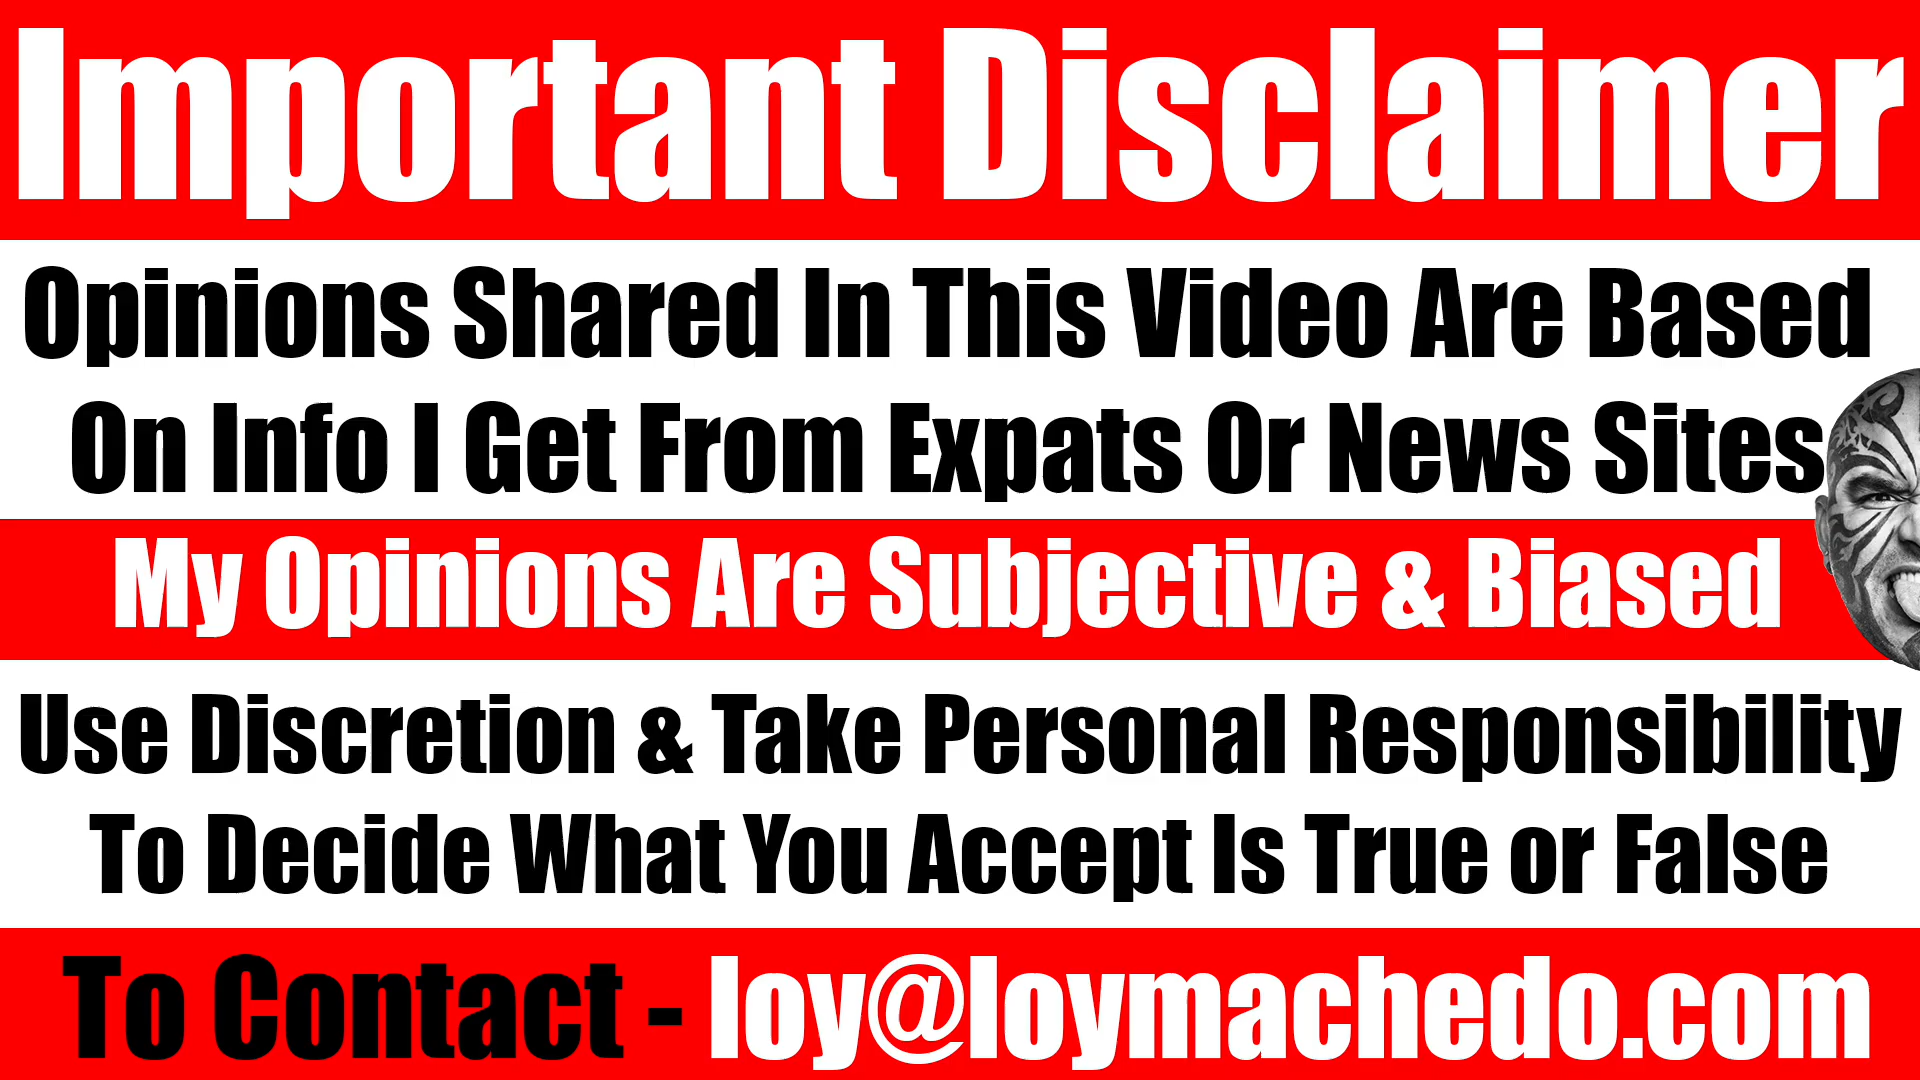 Important Disclaimer
Opinions Shared In This Video Are Based
On Info I Get From Expats Or News Sites
My Opinions Are Subjective & Biased
Use Discretion & Take Personal Responsibility
To Decide What You Accept Is True or False
To Contact - loy@loymachedo.com